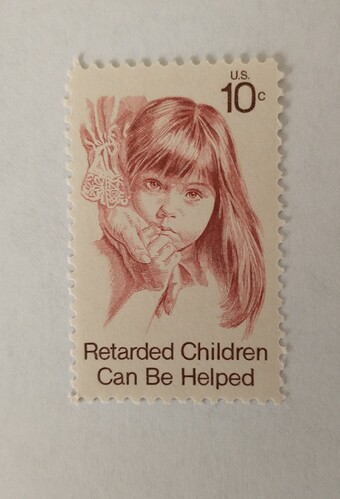 U.S.
10c
Retarded Children
Can Be Helped